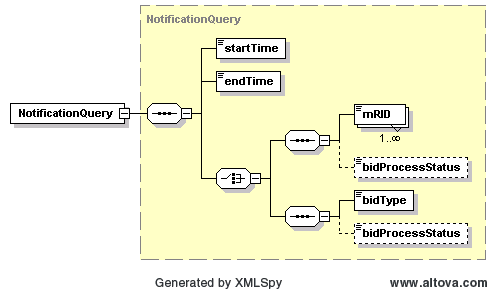 NotificationQuery
startTime
endTime
NotificationQuery
mRID
1..∞
bidProcessStatus
bidType
bidProcessStatus
Generated by XMLSpy
www.altova.com